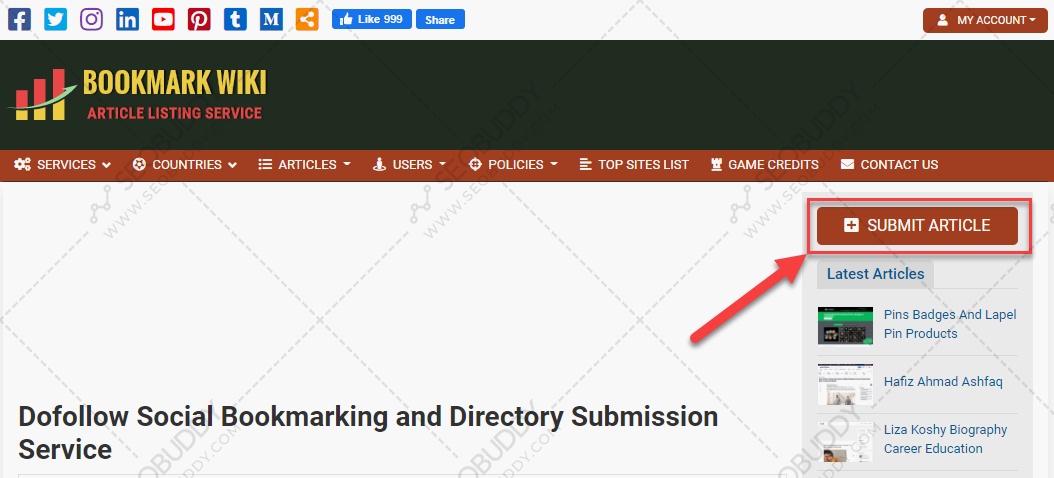 Like 999
Share
MY ACCOUNT
BOOKMARK WIKI
ARTICLE LISTING SERVICE
SERVICES COUNTRIES ARTICLES USERS POLICIES TOP SITES LIST GAME CREDITS CONTACT US
SUBMIT ARTICLE
Latest Articles
Pins Badges And Lapel
Pin Products
Hafiz Ahmad Ashfaq
Liza Koshy Biography
Career Education
Dofollow Social Bookmarking and Directory Submission
Service
SEOBUDDY
WWW.SEOBUDDY.COM